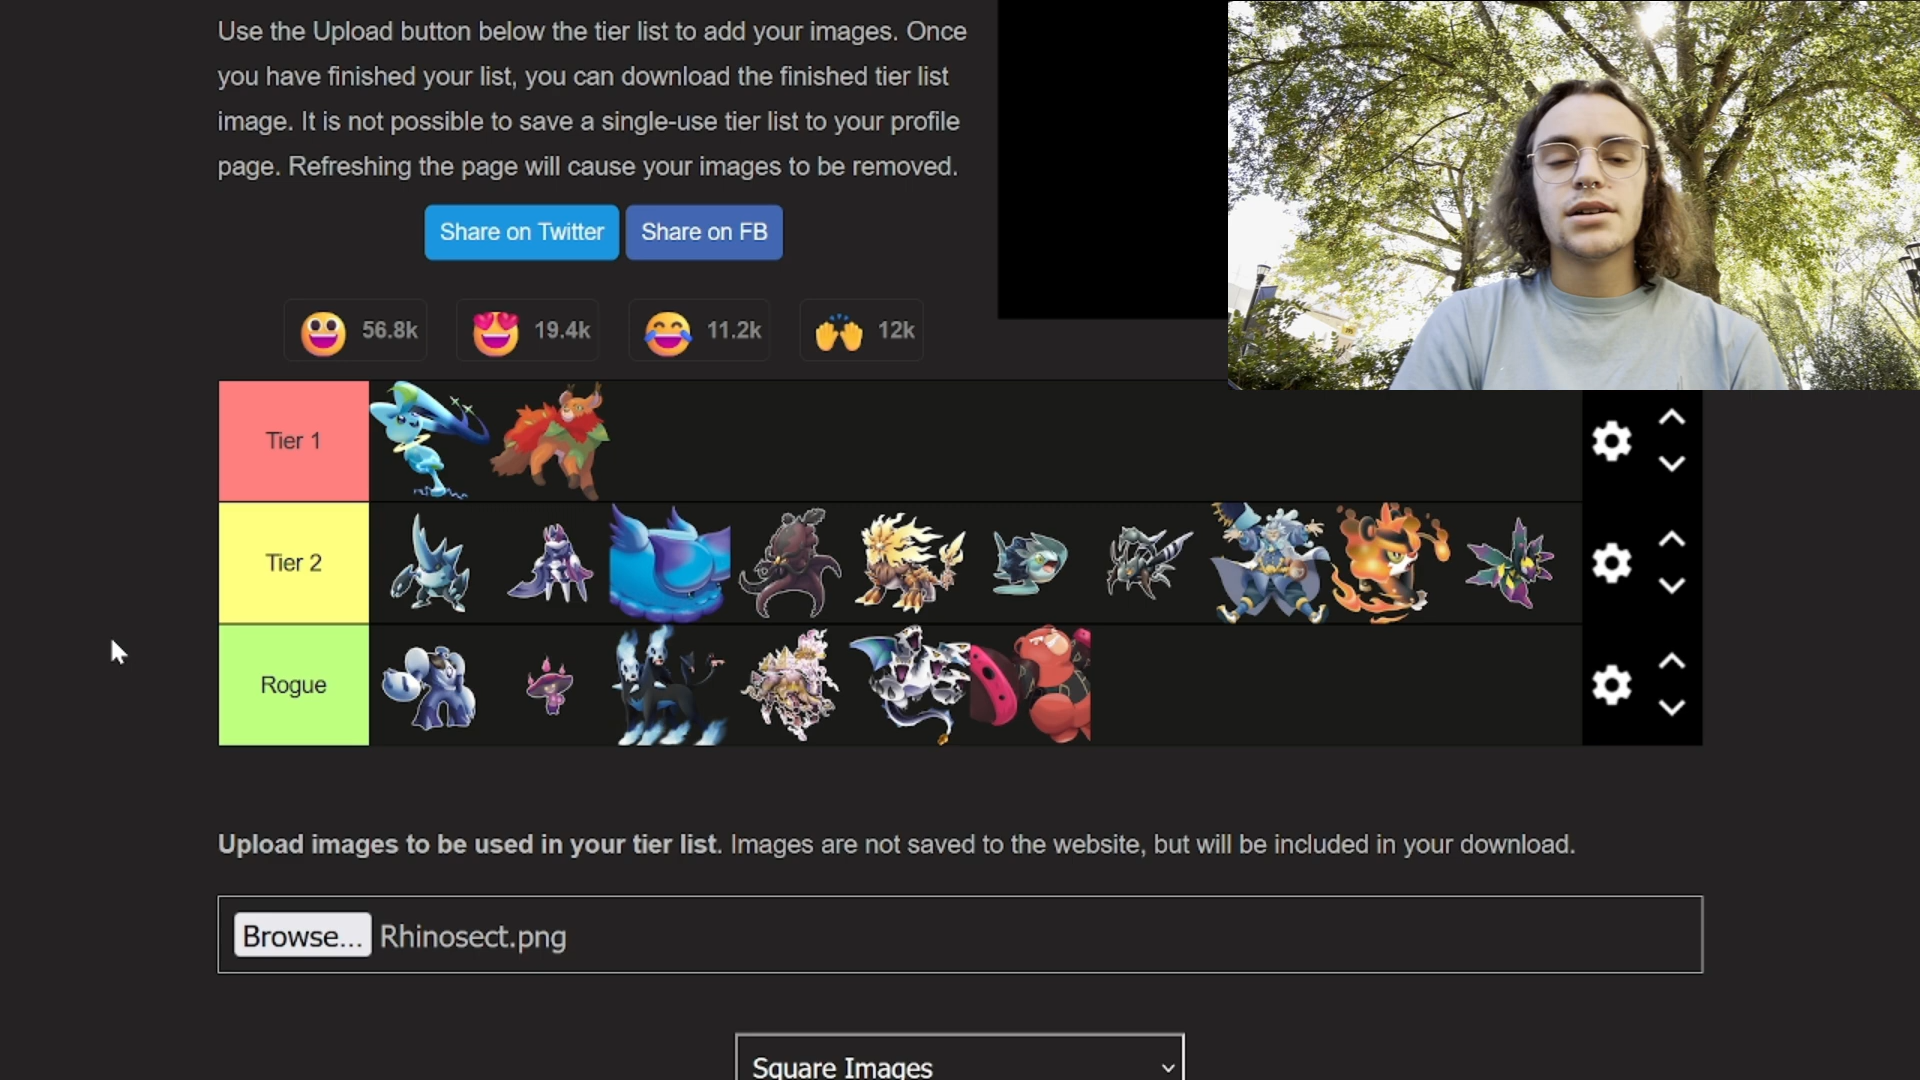 Use the Upload button below the tier list to add your images. Once
you have finished your list, you can download the finished tier list
image. It is not possible to save a single-use tier list to your profile
page. Refreshing the page will cause your images to be removed.
Share on Twitter Share on FB
56.8k 19.4k 11.2k 12k
Tier 1
Tier 2
Rogue
Upload images to be used in your tier list. Images are not saved to the website, but will be included in your download.
Browse... Rhinosect.png
Square Images